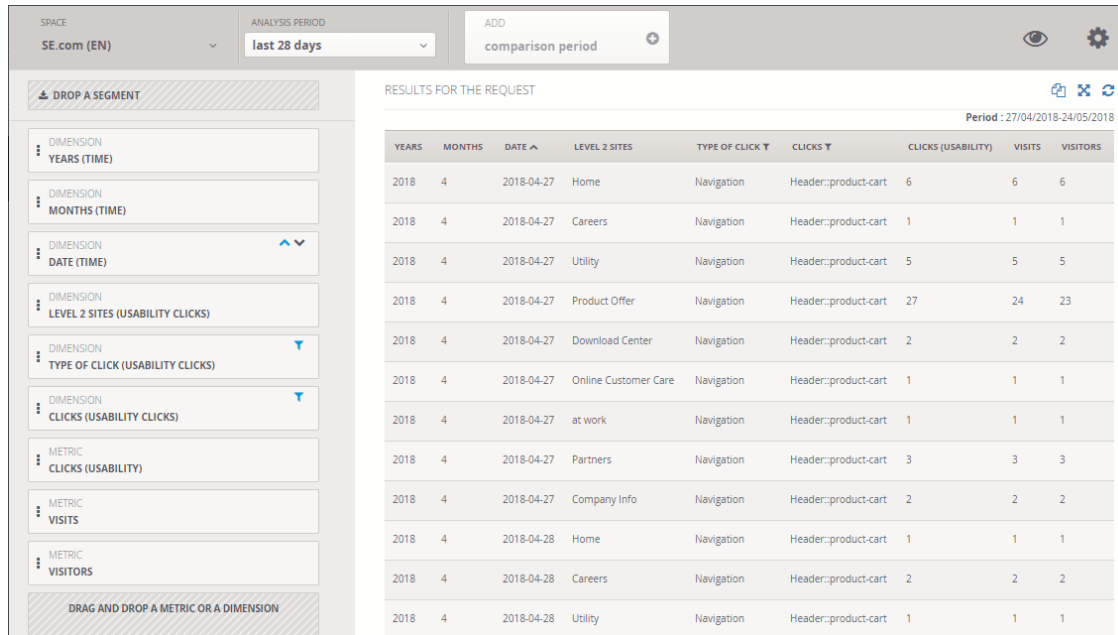 SPACE
SE.com (EN)
ANALYSIS PERIOD
last 28 days
ADD
comparison period
DROP A SEGMENT
DIMENSION
YEARS (TIME)
DIMENSION
MONTHS (TIME)
DIMENSION
DATE (TIME)
DIMENSION
LEVEL 2 SITES (USABILITY CLICKS)
DIMENSION
TYPE OF CLICK (USABILITY CLICKS)
DIMENSION
CLICKS (USABILITY CLICKS)
METRIC
CLICKS (USABILITY)
METRIC
VISITS
METRIC
VISITORS
DRAG AND DROP A METRIC OR A DIMENSION
RESULTS FOR THE REQUEST
Period : 27/04/2018-24/05/2018
YEARS MONTHS DATE LEVEL 2 SITES TYPE OF CLICK CLICKS CLICKS (USABILITY) VISITS VISITORS
2018 4 2018-04-27 Home Navigation Header::product-cart 6 6 6
2018 4 2018-04-27 Careers Navigation Header::product-cart 1 1 1
2018 4 2018-04-27 Utility Navigation Header::product-cart 5 5 5
2018 4 2018-04-27 Product Offer Navigation Header::product-cart 27 24 23
2018 4 2018-04-27 Download Center Navigation Header::product-cart 2 2 2
2018 4 2018-04-27 Online Customer Care Navigation Header::product-cart 1 1 1
2018 4 2018-04-27 at work Navigation Header::product-cart 1 1 1
2018 4 2018-04-27 Partners Navigation Header::product-cart 3 3 3
2018 4 2018-04-27 Company Info Navigation Header::product-cart 2 2 2
2018 4 2018-04-28 Home Navigation Header::product-cart 1 1 1
2018 4 2018-04-28 Careers Navigation Header::product-cart 2 2 2
2018 4 2018-04-28 Utility Navigation Header::product-cart 1 1 1